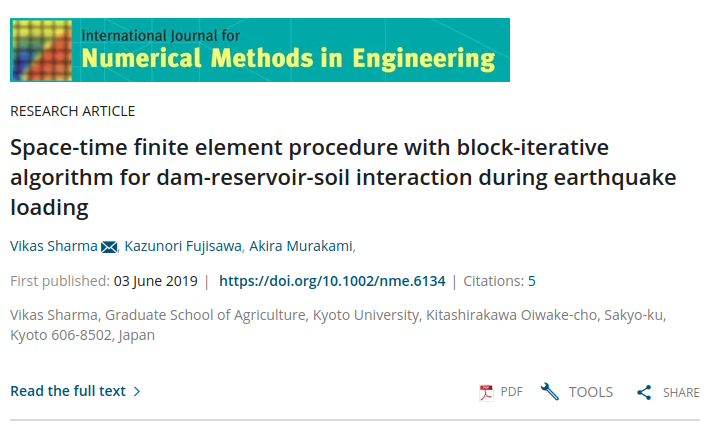 International Journal for
Numerical Methods in Engineering
RESEARCH ARTICLE
Space-time finite element procedure with block-iterative
algorithm for dam-reservoir-soil interaction during earthquake
loading
Vikas Sharma, Kazunori Fujisawa, Akira Murakami,
First published: 03 June 2019 | https://doi.org/10.1002/nme.6134 | Citations: 5
Vikas Sharma, Graduate School of Agriculture, Kyoto University, Kitashirakawa Oiwake-cho, Sakyo-ku,
Kyoto 606-8502, Japan
Read the full text PDF TOOLS SHARE